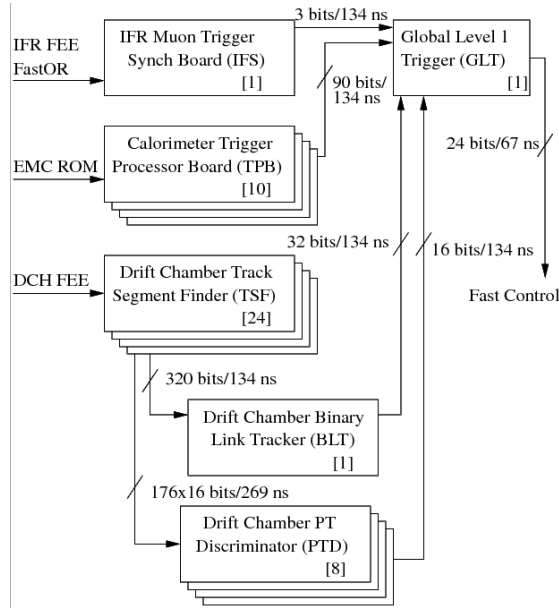 3 bits/134 ns
IFR FEE
FastOR
IFR Muon Trigger
Synch Board (IFS)
[1]
Global Level 1
Trigger (GLT)
[1]
90 bits/
134 ns
EMC ROM
Calorimeter Trigger
Processor Board (TPB)
[10]
24 bits/67 ns
32 bits/134 ns
16 bits/134 ns
DCH FEE
Drift Chamber Track
Segment Finder (TSF)
[24]
Fast Control
320 bits/134 ns
Drift Chamber Binary
Link Tracker (BLT)
[1]
176x16 bits/269 ns
Drift Chamber PT
Discriminator (PTD)
[8]